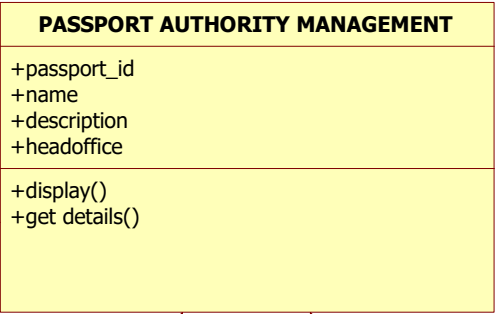 PASSPORT AUTHORITY MANAGEMENT
+passport_id
+name
+description
+headoffice
+display()
+get details()